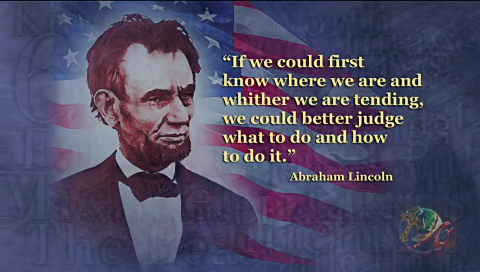 “If we could first
know where we are and
whither we are tending,
we could better judge
what to do and how
to do it.”
Abraham Lincoln